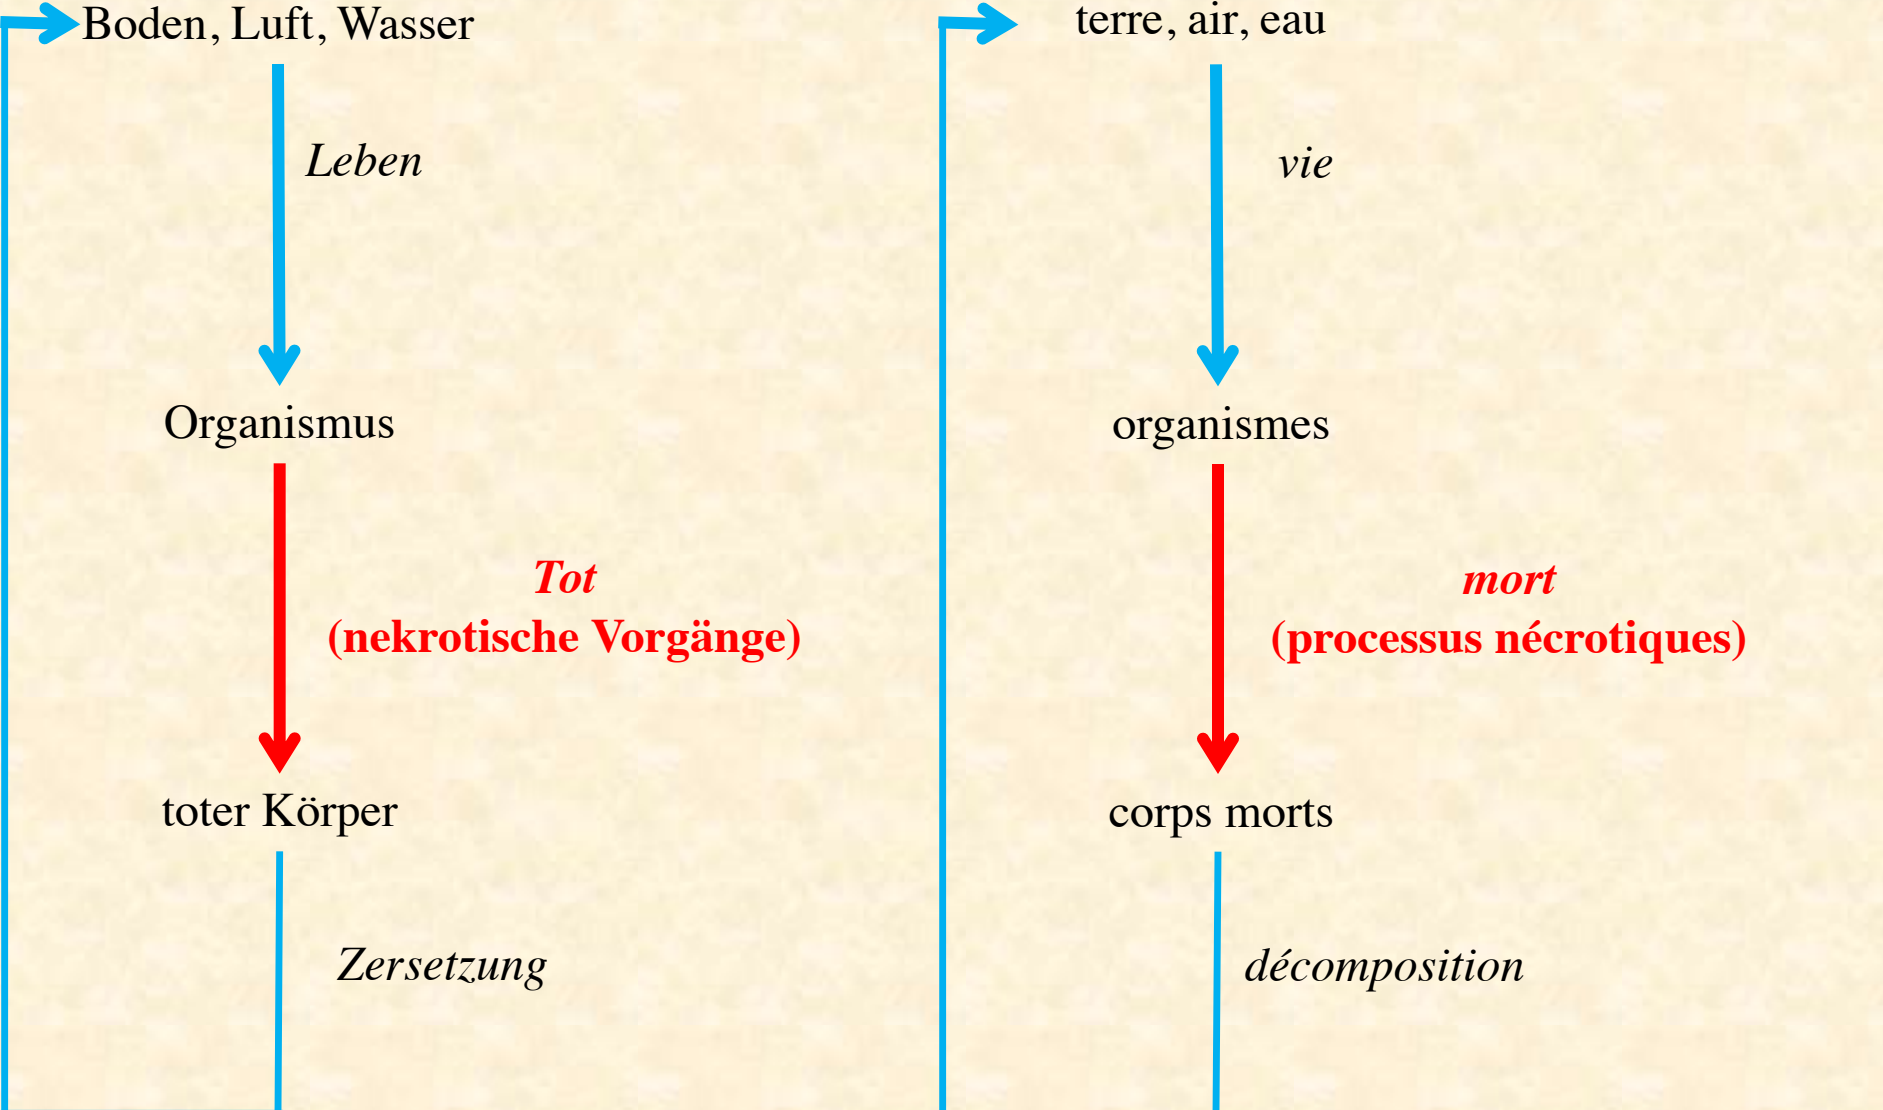 Boden, Luft, Wasser
Leben
Organismus
Tot
(nekrotische Vorgänge)
toter Körper
Zersetzung
terre, air, eau
vie
organismes
mort
(processus nécrotiques)
corps morts
décomposition